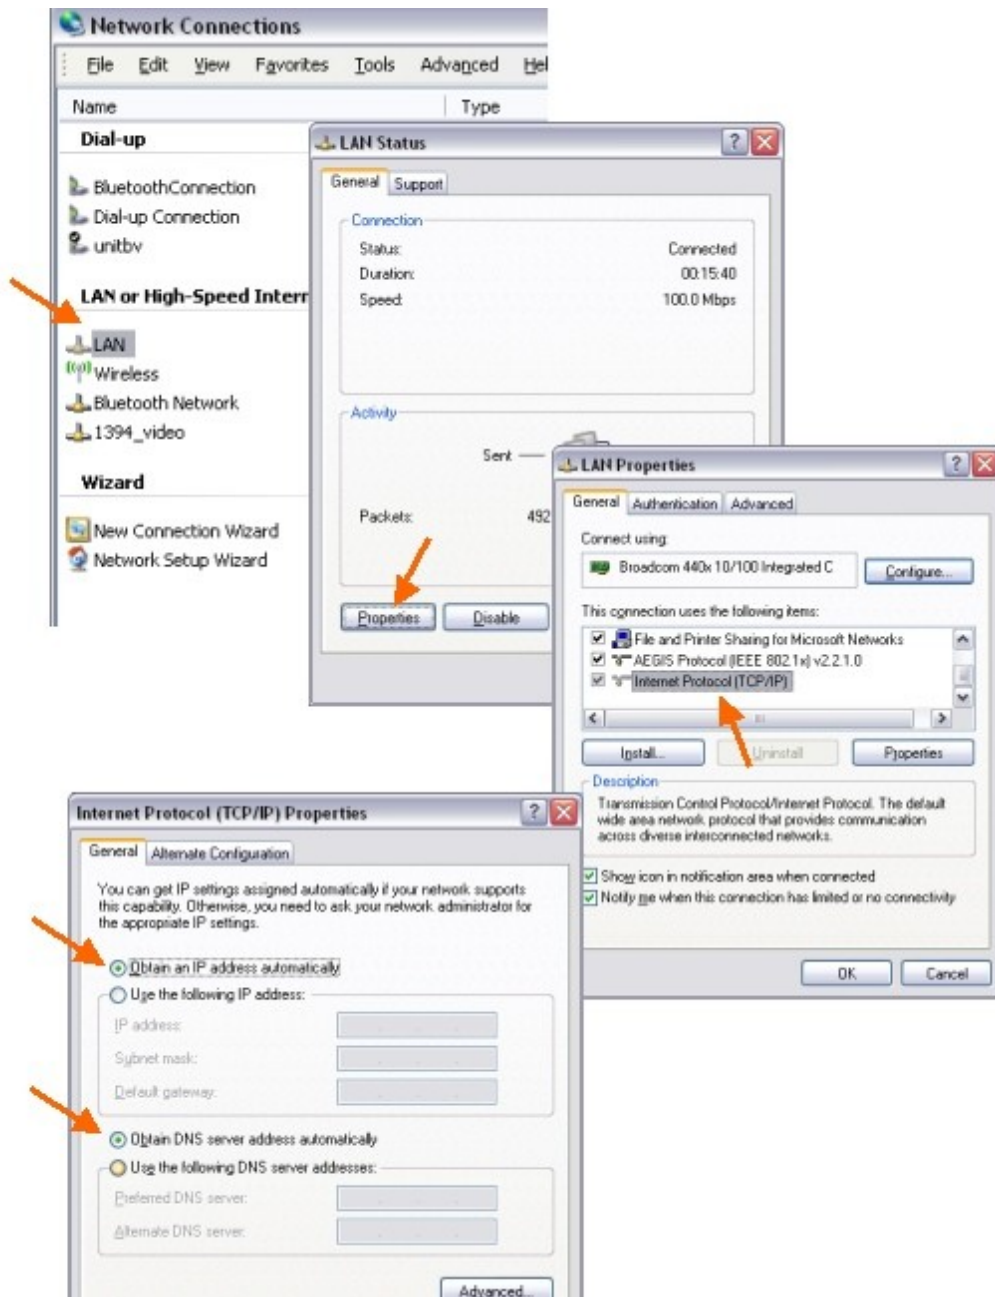 Network Connections
File Edit View Favorites Tools Advanced Hel
Name Type
Dial-up
BluetoothConnection
Dial-up Connection
unitbv
LAN or High-Speed Intern
LAN
Wireless
Bluetooth Network
1394_video
Wizard
New Connection Wizard
Network Setup Wizard
LAN Status
General Support
Connection
Status: Connected
Duration: 00:15:40
Speed: 100.0 Mbps
Activity
Sent
Packets: 492
Properties Disable
LAN Properties
General Authentication Advanced
Connect using:
Broadcom 440x 10/100 Integrated C Configure...
This connection uses the following items:
File and Printer Sharing for Microsoft Networks
AEGIS Protocol (IEEE 802.1x) v2.2.1.0
Internet Protocol (TCP/IP)
Install... Uninstall Properties
Description
Transmission Control Protocol/Internet Protocol. The default
wide area network protocol that provides communication
across diverse interconnected networks.
Show icon in notification area when connected
Notify me when this connection has limited or no connectivity
OK Cancel
Internet Protocol (TCP/IP) Properties
General Alternate Configuration
You can get IP settings assigned automatically if your network supports
this capability. Otherwise, you need to ask your network administrator for
the appropriate IP settings.
Obtain an IP address automatically
Use the following IP address:
IP address:
Subnet mask:
Default gateway:
Obtain DNS server address automatically
Use the following DNS server addresses:
Preferred DNS server:
Alternate DNS server:
Advanced...